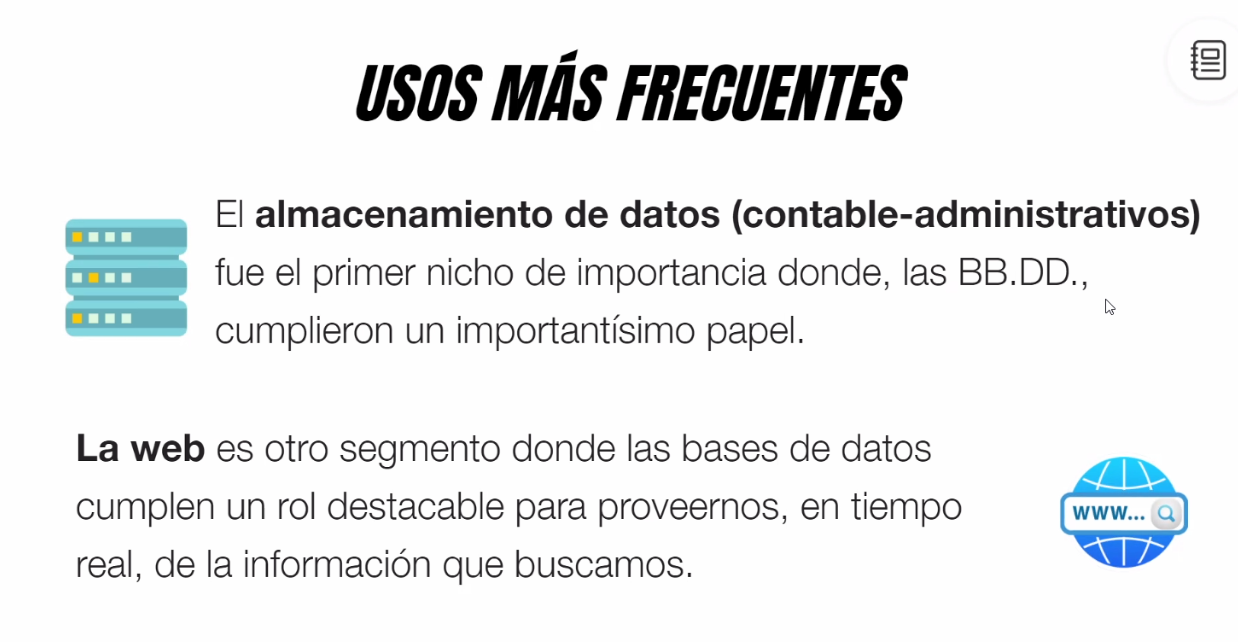 USOS MÁS FRECUENTES
El almacenamiento de datos (contable-administrativos)
fue el primer nicho de importancia donde, las BB.DD.,
cumplieron un importantísimo papel.
La web es otro segmento donde las bases de datos
cumplen un rol destacable para proveernos, en tiempo
real, de la información que buscamos.
www...